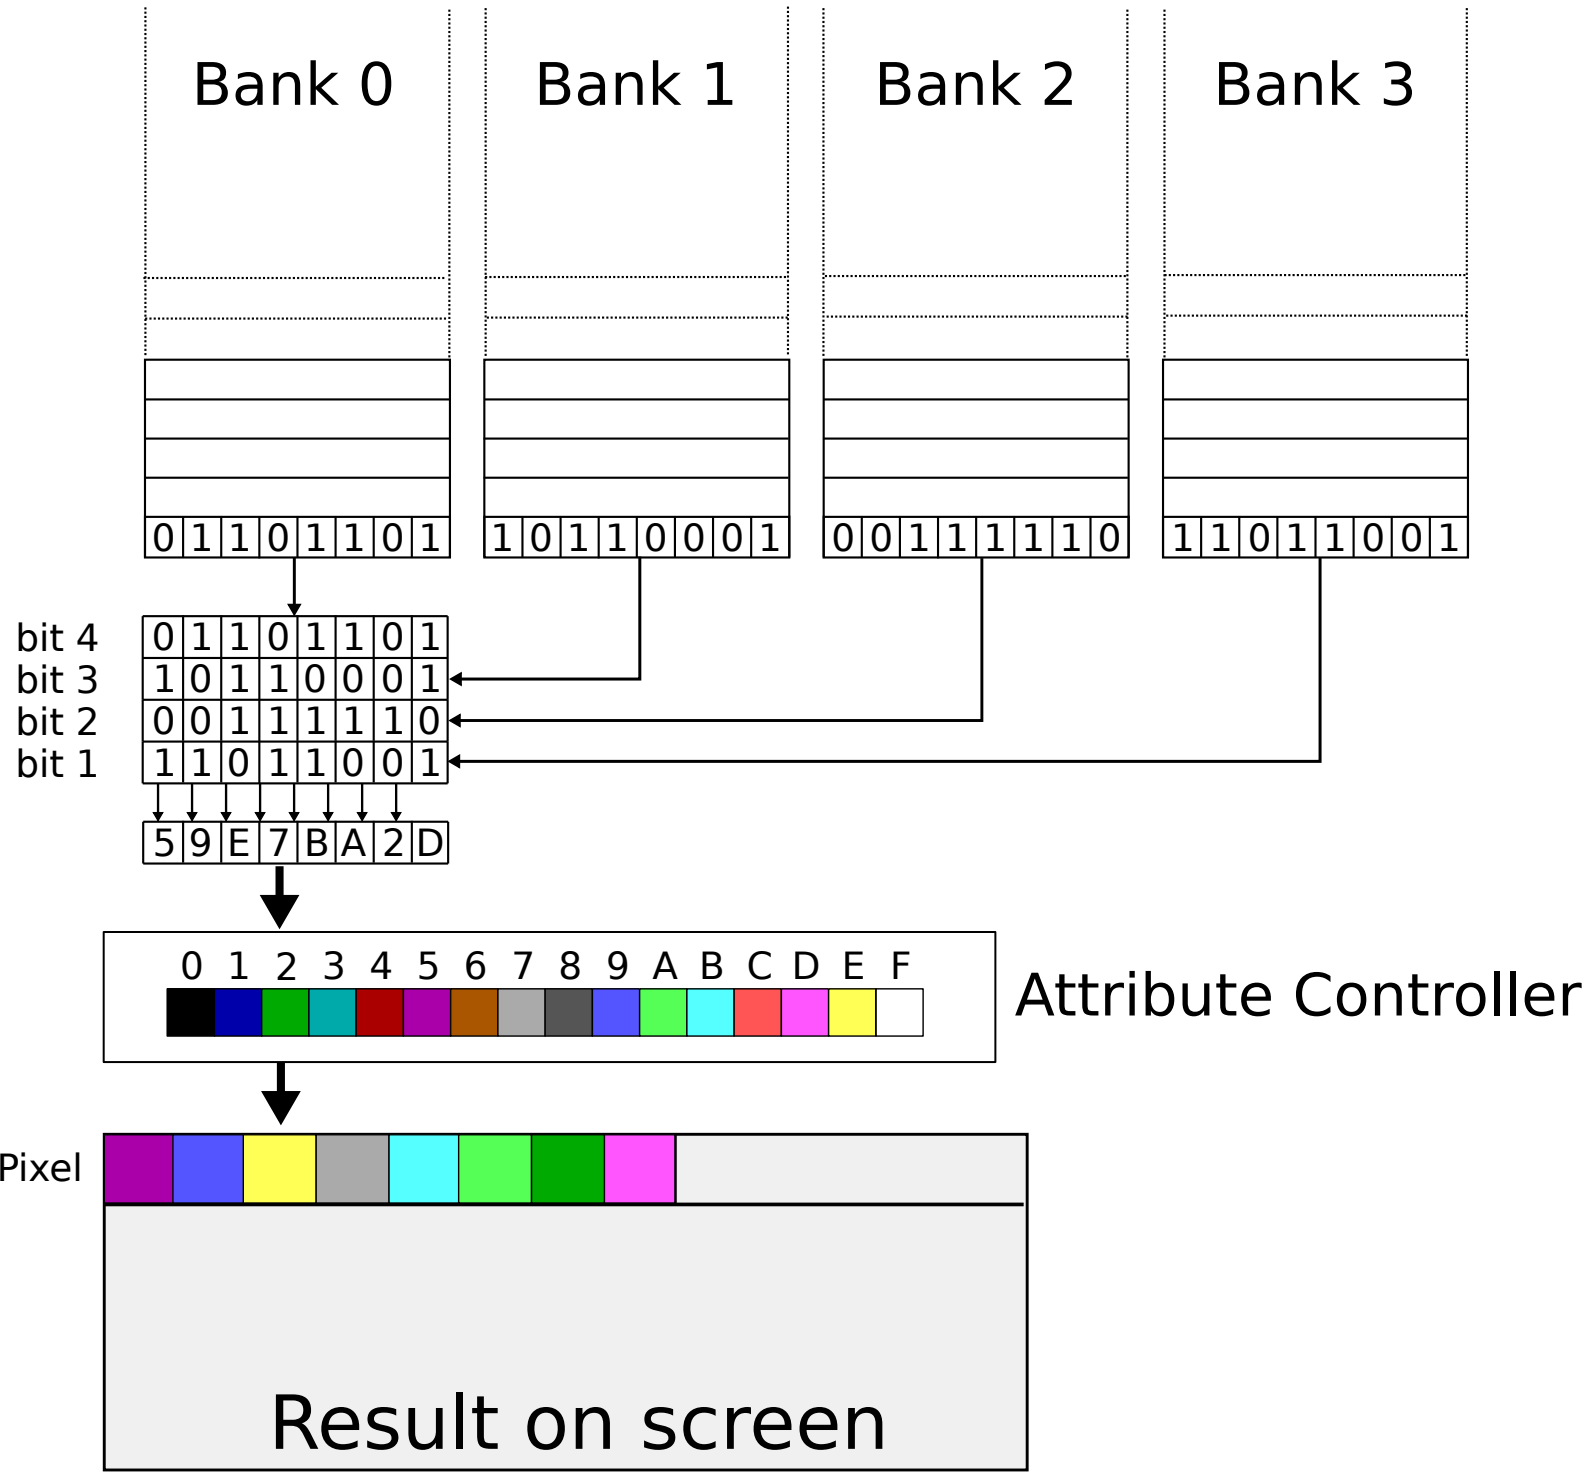 Bank 0 Bank 1 Bank 2 Bank 3
0 1 1 0 1 1 0 1 1 0 1 1 0 0 0 1 0 0 1 1 1 1 1 0 1 1 0 1 1 0 0 1
bit 4 0 1 1 0 1 1 0 1
bit 3 1 0 1 1 0 0 0 1
bit 2 0 0 1 1 1 1 1 0
bit 1 1 1 0 1 1 0 0 1
5 9 E 7 B A 2 D
0 1 2 3 4 5 6 7 8 9 A B C D E F
Attribute Controller
Pixel
Result on screen